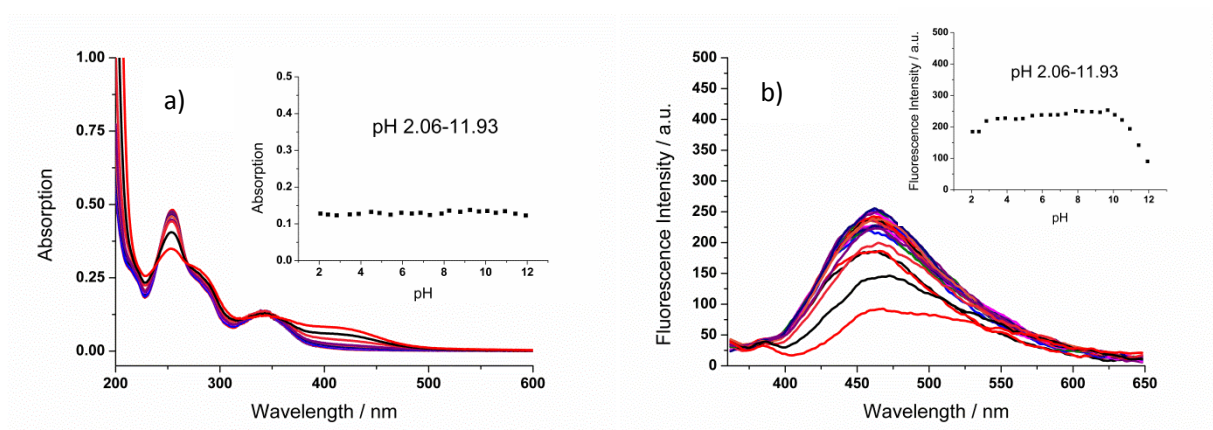 a)
pH 2.06-11.93
Absorption
0.5
0.4
0.3
0.2
0.1
0.0
2 4 6 8 10 12
pH
Absorption
1.00
0.75
0.50
0.25
0.00
200 300 400 500 600
Wavelength / nm
b)
pH 2.06-11.93
Fluorescence Intensity / a.u.
500
400
300
200
100
0
2 4 6 8 10 12
pH
Fluorescence Intensity / a.u.
500
450
400
350
300
250
200
150
100
50
0
400 450 500 550 600 650
Wavelength / nm